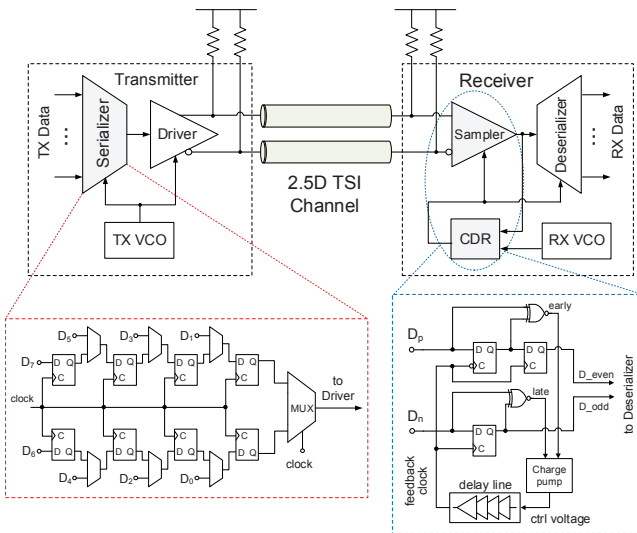 Transmitter
Receiver
TX Data
...
Serializer
Driver
TX VCO
2.5D TSI
Channel
Sampler
Deserializer
RX Data
...
CDR
RX VCO
D5
D3
D1
D7
D Q
C
D Q
C
D Q
C
D Q
C
clock
MUX
to
Driver
clock
C
D Q
C
D Q
C
D Q
C
D Q
D6
D4
D2
D0
early
Dp
D Q
C
D Q
C
D_even
late
D_odd
Dn
D Q
C
to Deserializer
feedback
clock
delay line
Charge
pump
ctrl voltage